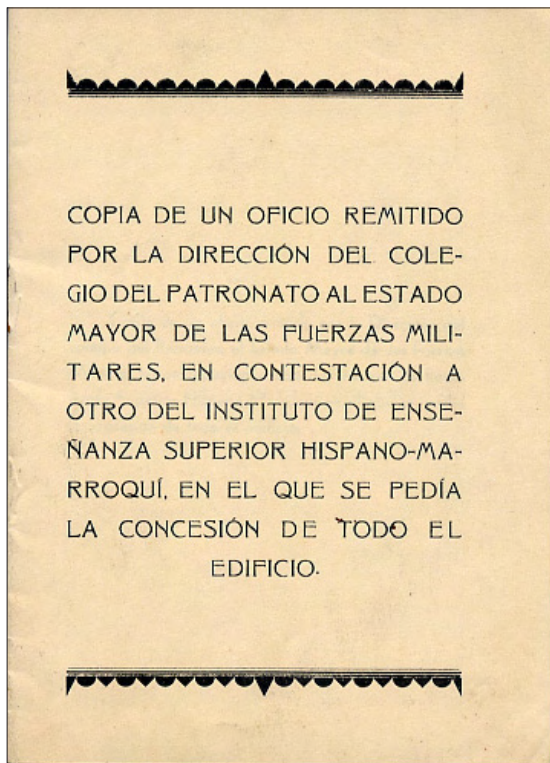 COPIA DE UN OFICIO REMITIDO
POR LA DIRECCIÓN DEL COLE-
GIO DEL PATRONATO AL ESTADO
MAYOR DE LAS FUERZAS MILI-
TARES, EN CONTESTACIÓN A
OTRO DEL INSTITUTO DE ENSE-
ÑANZA SUPERIOR HISPANO-MA-
RROQUÍ, EN EL QUE SE PEDÍA
LA CONCESIÓN DE TODO EL
EDIFICIO.